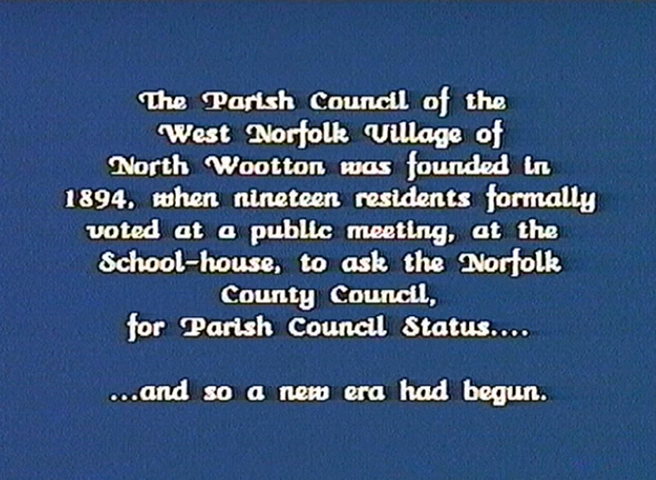 The Parish Council of the
West Norfolk Village of
North Wootton was founded in
1894, when nineteen residents formally
voted at a public meeting, at the
School-house, to ask the Norfolk
County Council,
for Parish Council Status....
...and so a new era had begun.